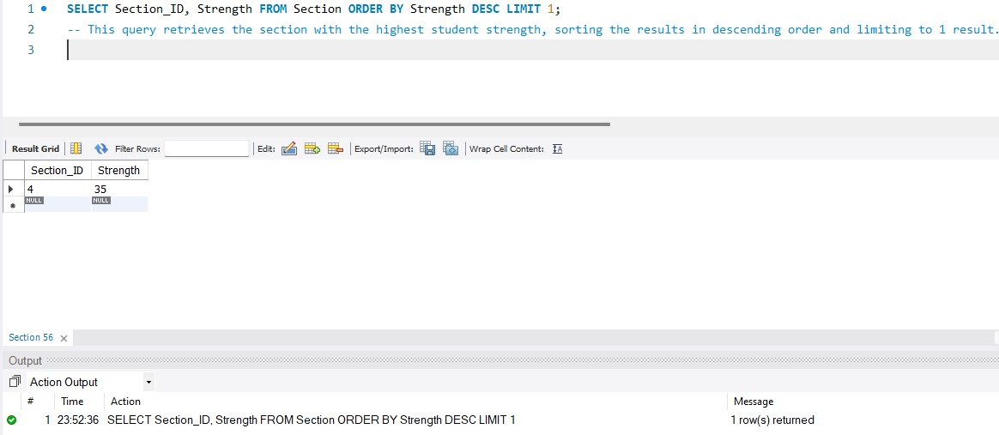 1 SELECT Section_ID, Strength FROM Section ORDER BY Strength DESC LIMIT 1;
2 -- This query retrieves the section with the highest student strength, sorting the results in descending order and limiting to 1 result.
3
Result Grid Filter Rows: Edit: Export/Import: Wrap Cell Content: IA
Section_ID Strength
4 35
NULL NULL
Section 56
Output
Action Output
# Time Action Message
1 23:52:36 SELECT Section_ID, Strength FROM Section ORDER BY Strength DESC LIMIT 1 1 row(s) returned